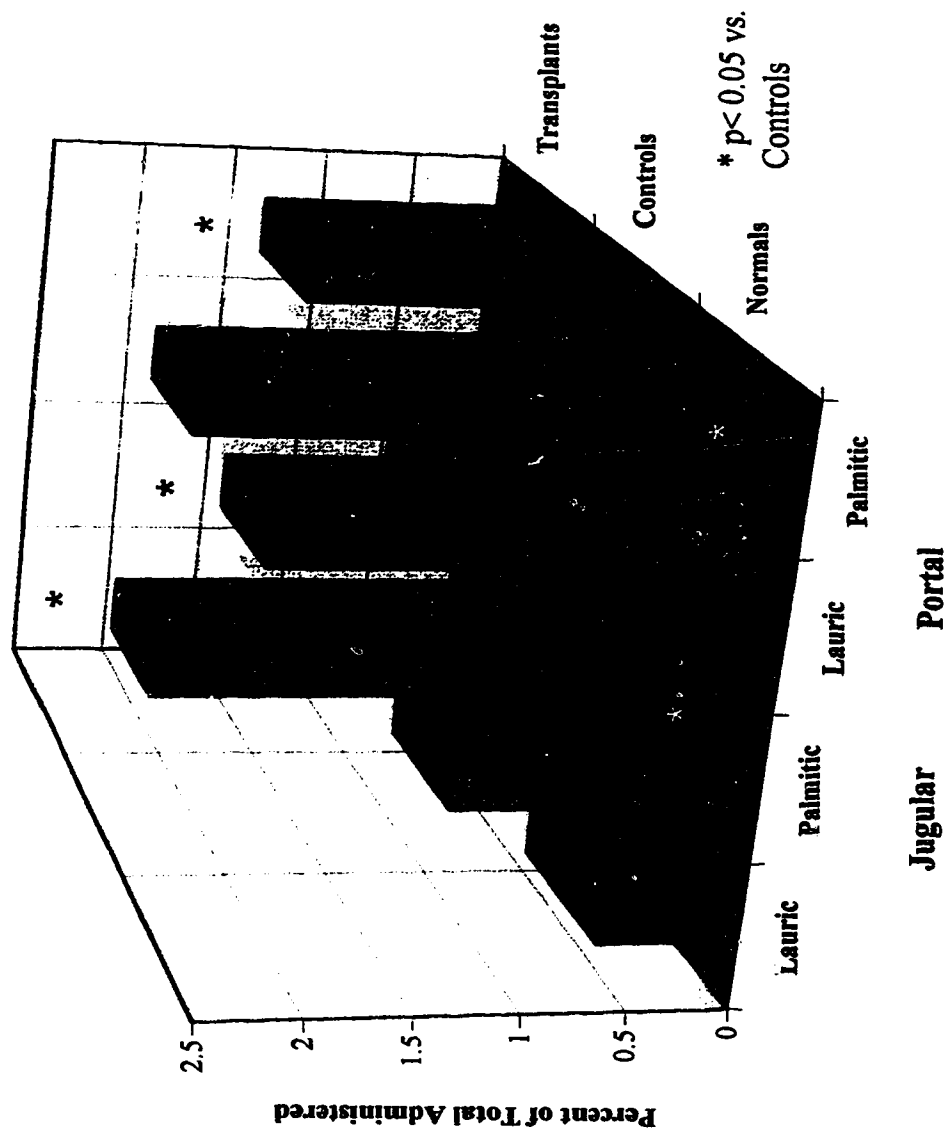 Percent of Total Administered
2.5
2
1.5
1
0.5
0
*
*
*
*
*
Lauric
Palmitic
Lauric
Palmitic
Jugular
Portal
Normals
Controls
Transplants
* p< 0.05 vs.
Controls